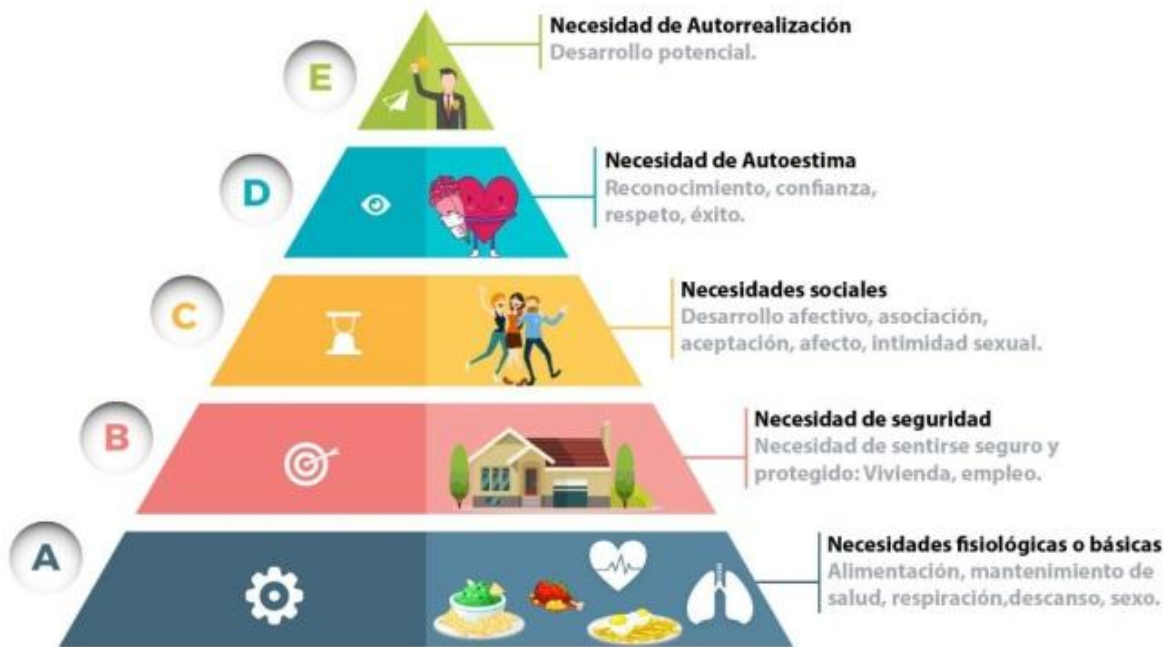 Necesidad de Autorrealización
Desarrollo potencial.
E
Necesidad de Autoestima
Reconocimiento, confianza,
respeto, éxito.
D
Necesidades sociales
Desarrollo afectivo, asociación,
aceptación, afecto, intimidad sexual.
C
Necesidad de seguridad
Necesidad de sentirse seguro y
protegido: Vivienda, empleo.
B
Necesidades fisiológicas o básicas
Alimentación, mantenimiento de
salud, respiración,descanso, sexo.
A